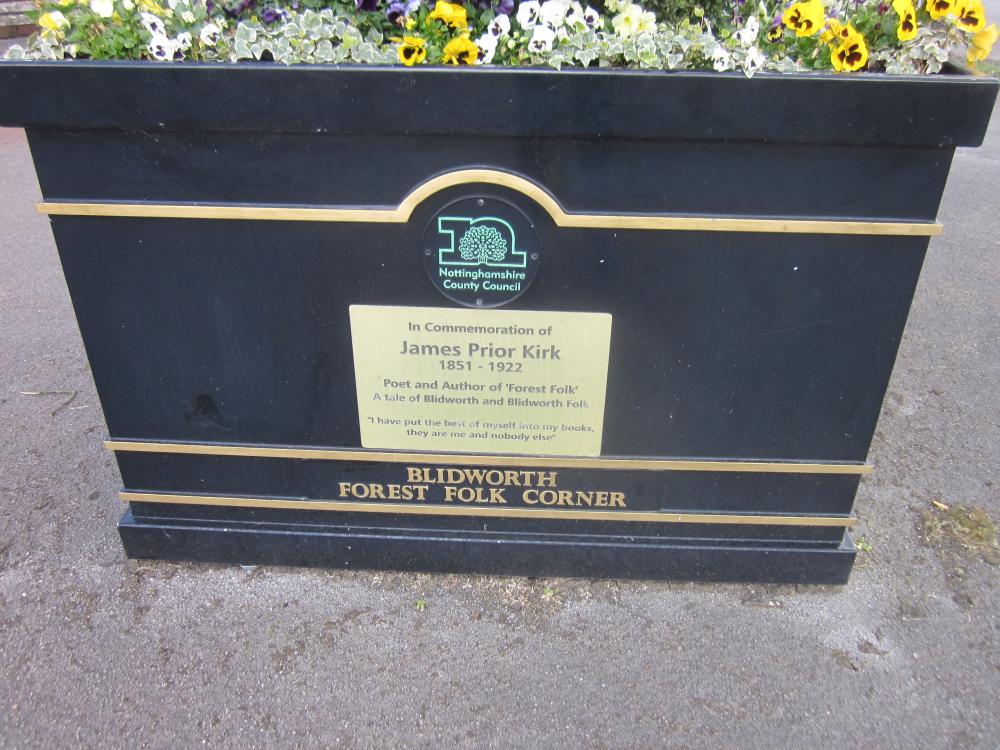 Nottinghamshire
County Council
In Commemoration of
James Prior Kirk
1851 - 1922
Poet and Author of 'Forest Folk'
A tale of Blidworth and Blidworth Folk
"I have put the best of myself into my books,
they are me and nobody else"
BLIDWORTH
FOREST FOLK CORNER